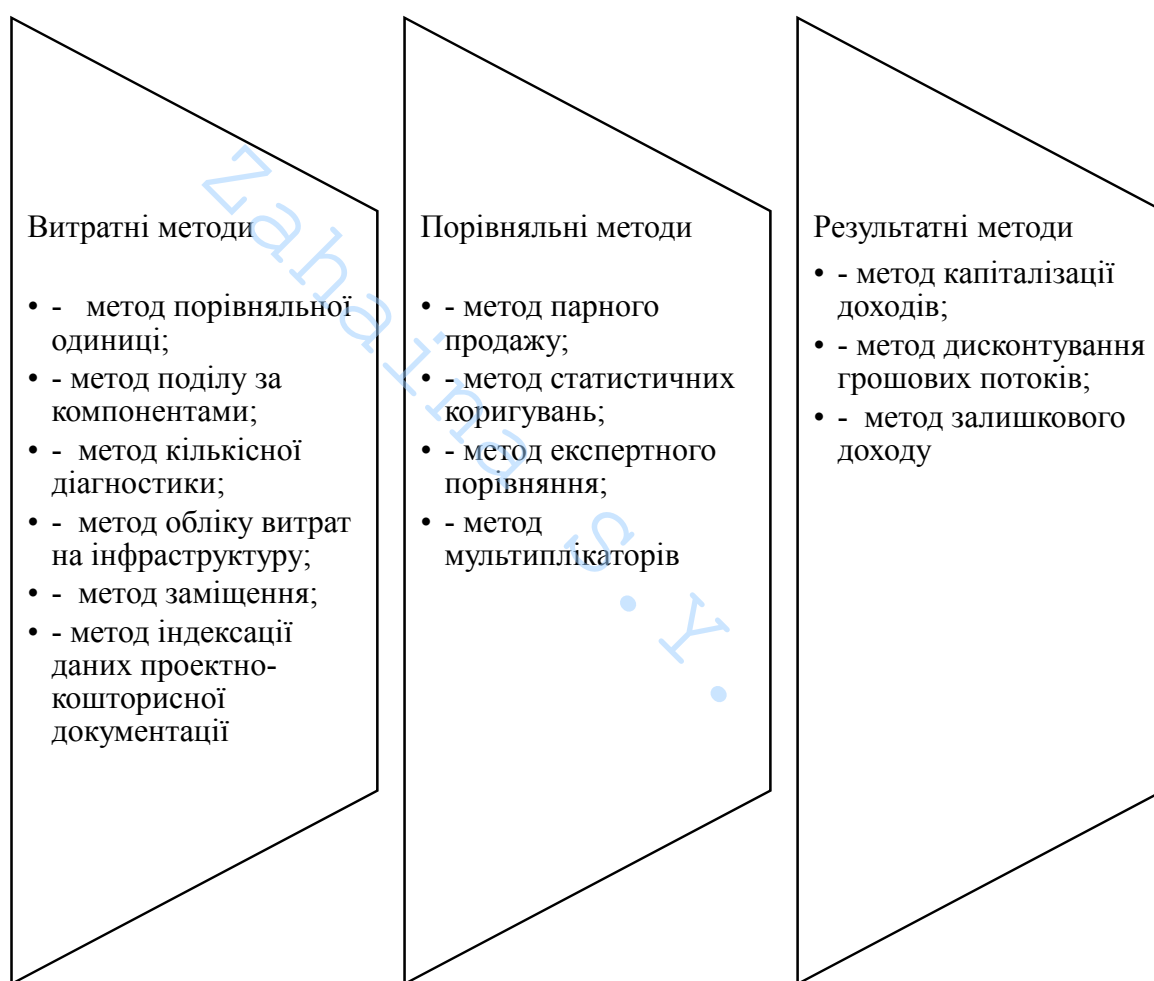 Витратні методи
• -   метод порівняльної
одиниці;
• - метод поділу за
компонентами;
• -  метод кількісної
діагностики;
• -  метод обліку витрат
на інфраструктуру;
• -  метод заміщення;
• - метод індексації
даних проектно-
кошторисної
документації
Порівняльні методи
• - метод парного
продажу;
• - метод статистичних
коригувань;
• - метод експертного
порівняння;
• - метод
мультиплікаторів
Результатні методи
• - метод капіталізації
доходів;
• - метод дисконтування
грошових потоків;
• -  метод залишкового
доходу
Zahaina s.Y.